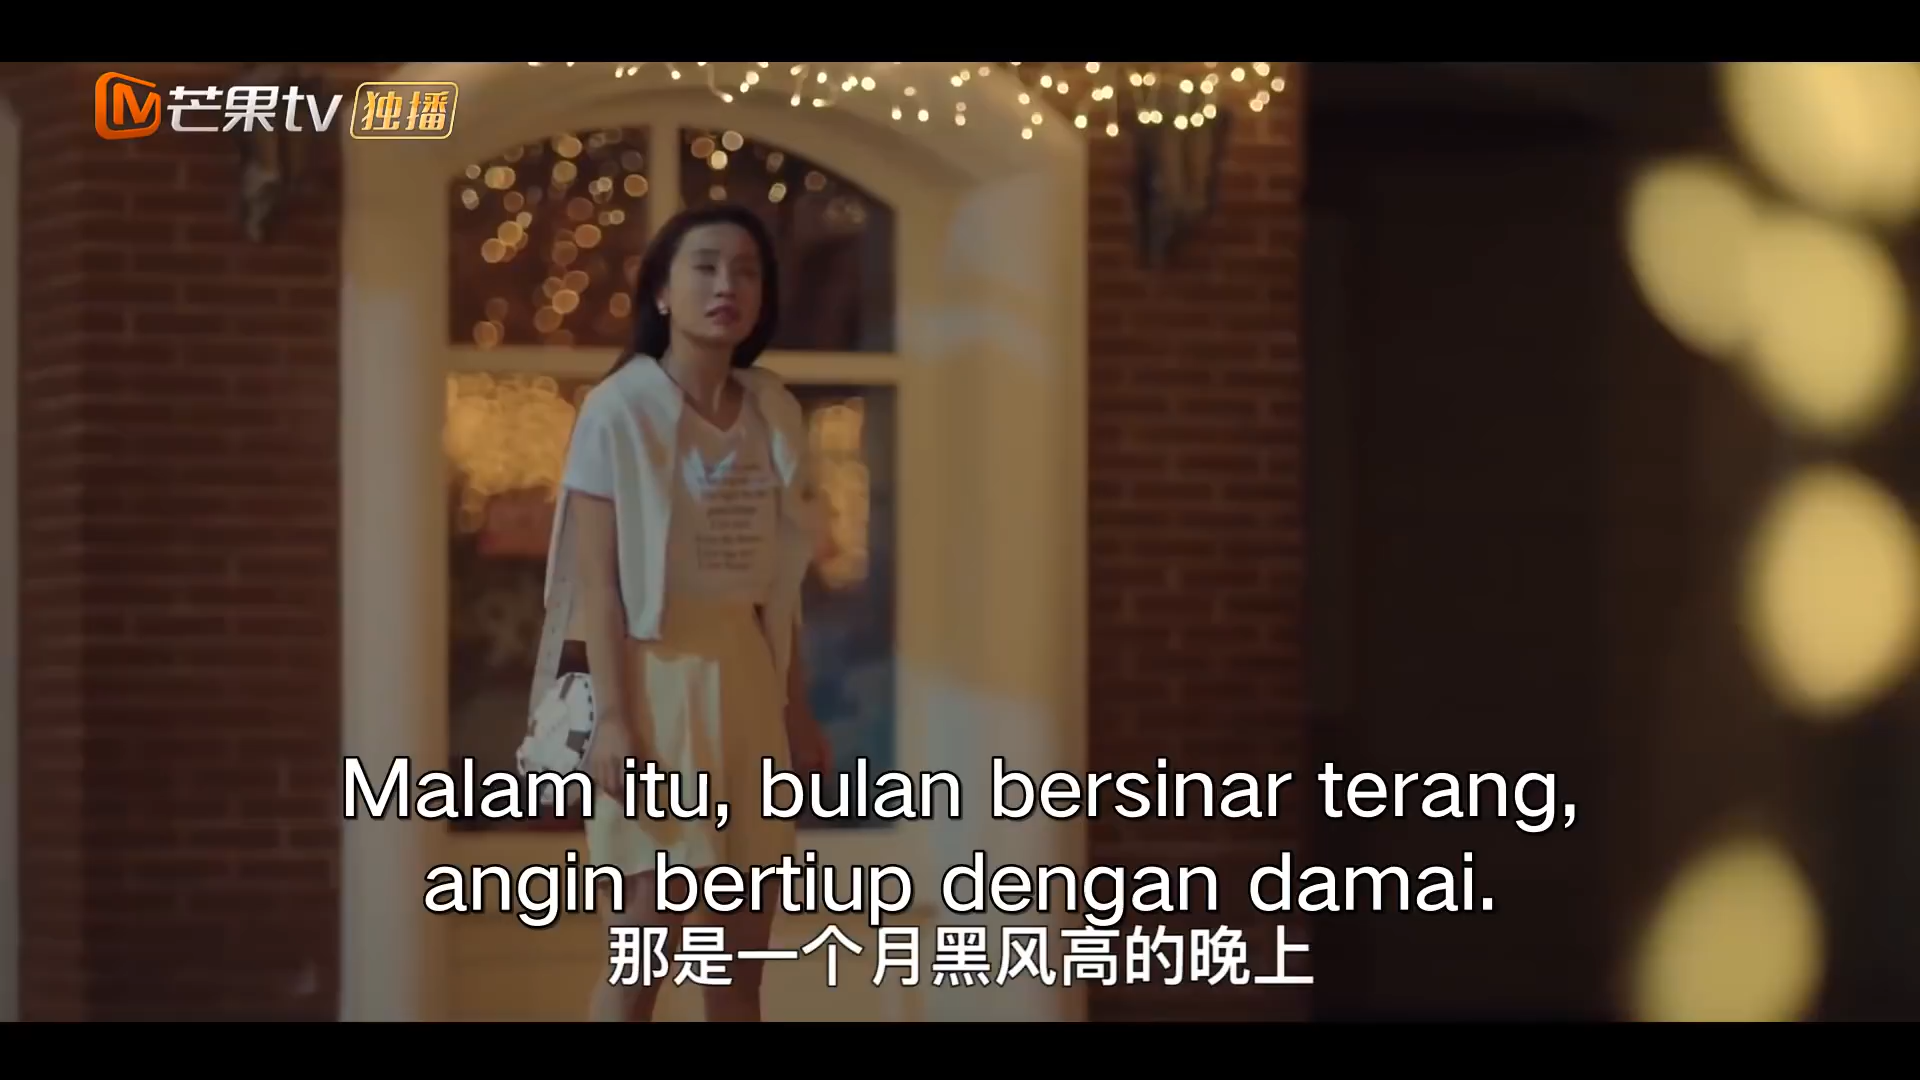 芒果tv 独播
Malam itu, bulan bersinar terang,
angin bertiup dengan damai.
那是一个月黑风高的晚上